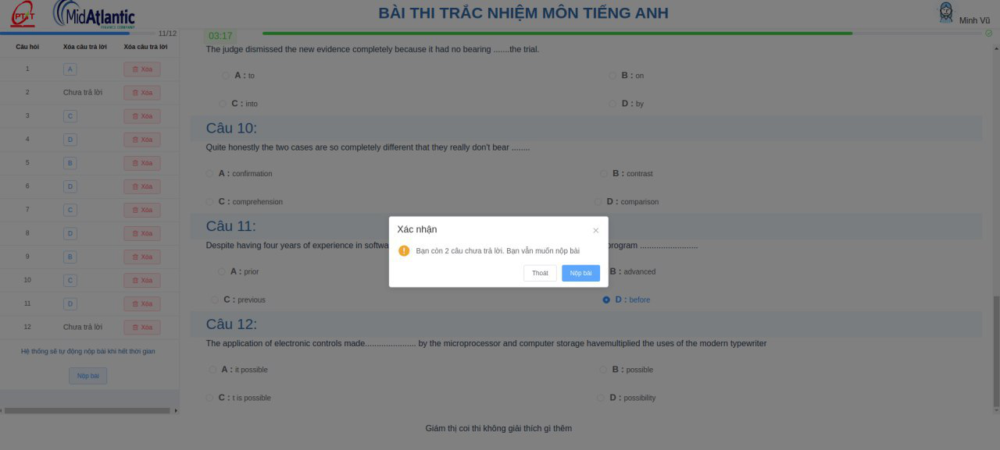 PTIT
MidAtlantic
FINANCE COMPANY
BÀI THI TRẮC NHIỆM MÔN TIẾNG ANH
Minh Vũ
11/12
03:17
Câu hỏi Xóa câu trả lời Xóa câu trả lời
1 A Xóa
2 Chưa trả lời Xóa
3 C Xóa
4 D Xóa
5 B Xóa
6 D Xóa
7 C Xóa
8 D Xóa
9 B Xóa
10 C Xóa
11 D Xóa
12 Chưa trả lời Xóa
Hệ thống sẽ tự động nộp bài khi hết thời gian
Nộp bài
The judge dismissed the new evidence completely because it had no bearing .......the trial.
A : to
B : on
C : into
D : by
Câu 10:
Quite honestly the two cases are so completely different that they really don't bear ........
A : confirmation
B : contrast
C : comprehension
D : comparison
Câu 11:
Despite having four years of experience in softwa
rogram .........................
A : prior
B : advanced
C : previous
D : before
Câu 12:
The application of electronic controls made...................... by the microprocessor and computer storage havemultiplied the uses of the modern typewriter
A : it possible
B : possible
C : t is possible
D : possibility
Giám thị coi thi không giải thích gì thêm
Xác nhận
Bạn còn 2 câu chưa trả lời. Bạn vẫn muốn nộp bài
Thoát
Nộp bài